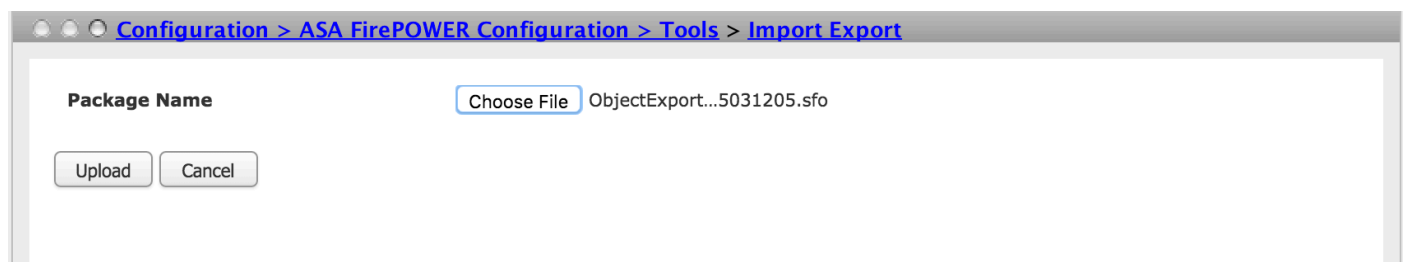 Configuration > ASA FirePOWER Configuration > Tools > Import Export
Package Name Choose File ObjectExport...5031205.sfo
Upload Cancel